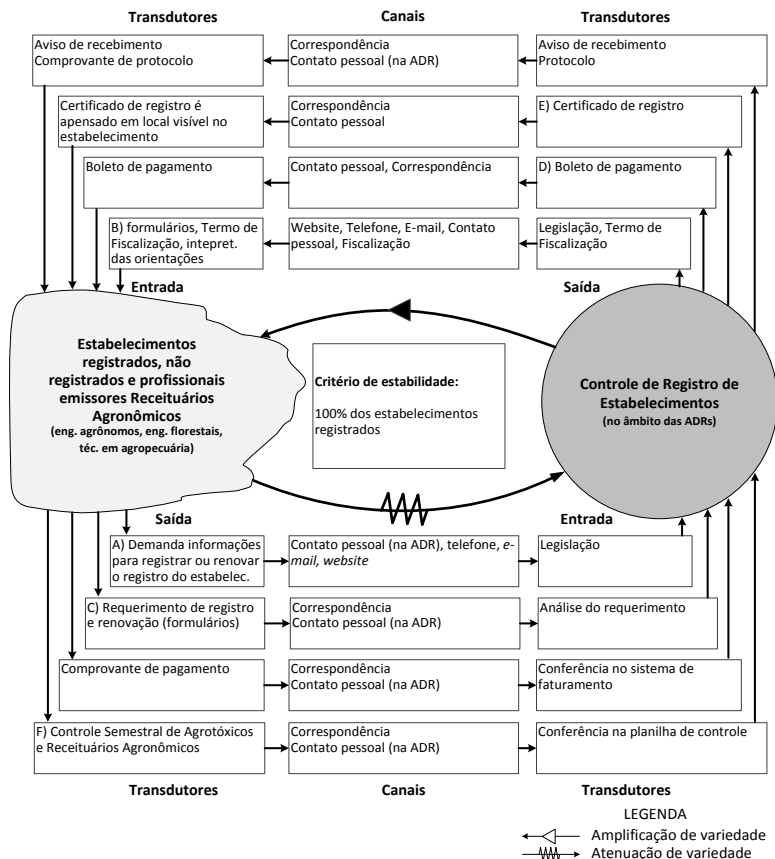 Transdutores
Canais
Transdutores
Aviso de recebimento
Comprovante de protocolo
Correspondência
Contato pessoal (na ADR)
Aviso de recebimento
Protocolo
Certificado de registro é
apensado em local visível no
estabelecimento
Correspondência
Contato pessoal
E) Certificado de registro
Boleto de pagamento
Contato pessoal, Correspondência
D) Boleto de pagamento
B) formulários, Termo de
Fiscalização, intepret.
das orientações
Website, Telefone, E-mail, Contato
pessoal, Fiscalização
Legislação, Termo de
Fiscalização
Entrada
Saída
Estabelecimentos
registrados, não
registrados e profissionais
emissores Receituários
Agronômicos
(eng. agrônomos, eng. florestais,
téc. em agropecuária)
Critério de estabilidade:
100% dos estabelecimentos
registrados
Controle de Registro de
Estabelecimentos
(no âmbito das ADRs)
Saída
Entrada
A) Demanda informações
para registrar ou renovar
o registro do estabelec.
Contato pessoal (na ADR), telefone, e-
mail, website
Legislação
C) Requerimento de registro
e renovação (formulários)
Correspondência
Contato pessoal (na ADR)
Análise do requerimento
Comprovante de pagamento
Correspondência
Contato pessoal (na ADR)
Conferência no sistema de
faturamento
F) Controle Semestral de Agrotóxicos
e Receituários Agronômicos
Correspondência
Contato pessoal (na ADR)
Conferência na planilha de controle
Transdutores
Canais
Transdutores
LEGENDA
Amplificação de variedade
Atenuação de variedade